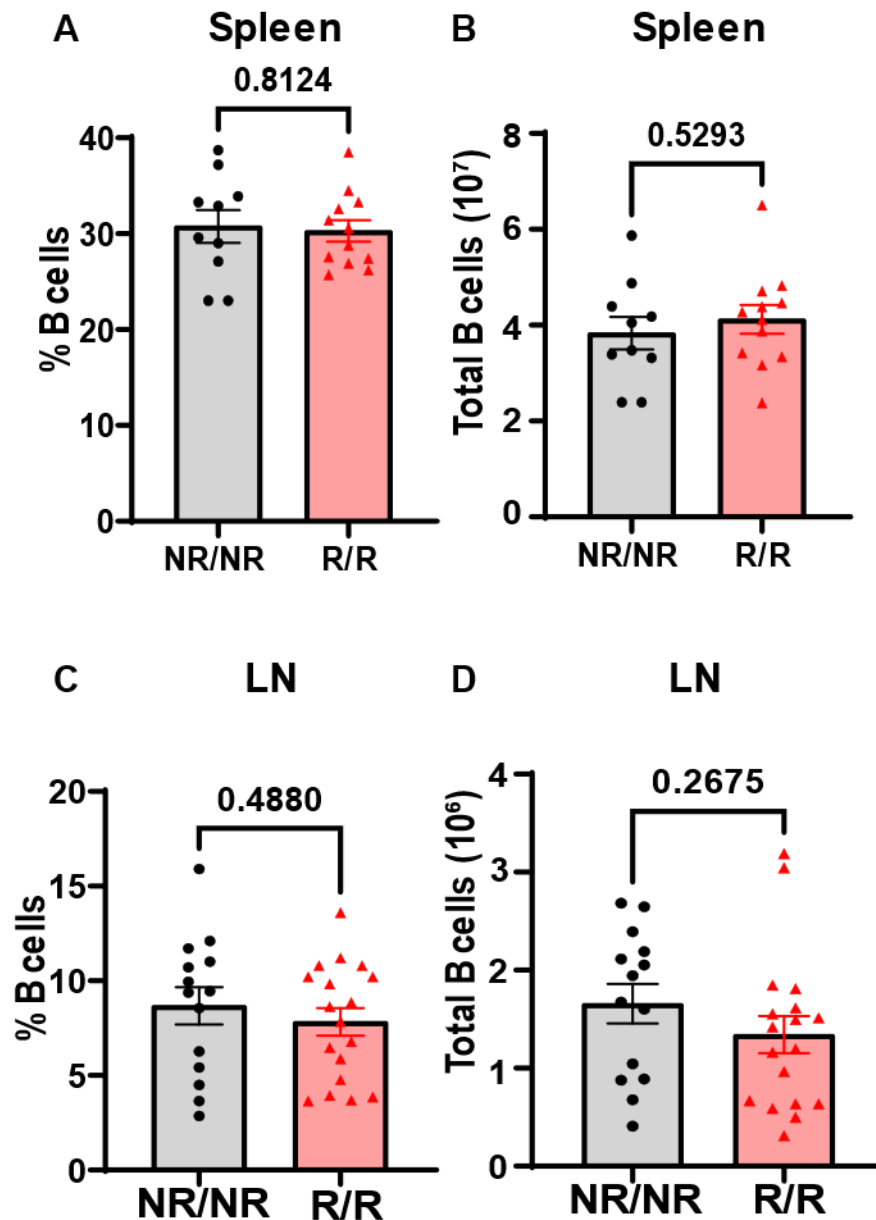 A
Spleen
0.8124
% B cells
40
30
20
10
0
NR/NR
R/R
B
Spleen
0.5293
Total B cells (10⁷)
8
6
4
2
0
NR/NR
R/R
C
LN
0.4880
% B cells
20
15
10
5
0
NR/NR
R/R
D
LN
0.2675
Total B cells (10⁶)
4
3
2
1
0
NR/NR
R/R